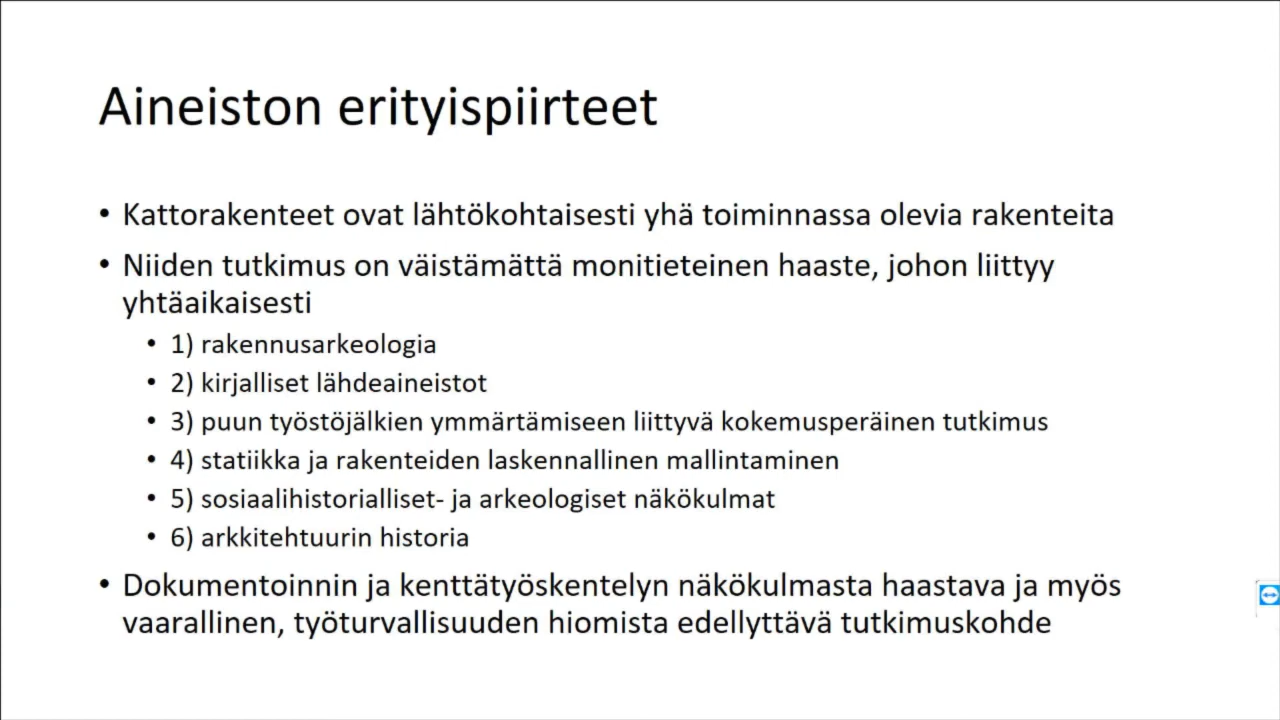 Aineiston erityispiirteet
• Kattorakenteet ovat lähtökohtaisesti yhä toiminnassa olevia rakenteita
• Niiden tutkimus on väistämättä monitieteinen haaste, johon liittyy
yhtäaikaisesti
• 1) rakennusarkeologia
• 2) kirjalliset lähdeaineistot
• 3) puun työstöjälkien ymmärtämiseen liittyvä kokemusperäinen tutkimus
• 4) statiikka ja rakenteiden laskennallinen mallintaminen
• 5) sosiaalihistorialliset- ja arkeologiset näkökulmat
• 6) arkkitehtuurin historia
• Dokumentoinnin ja kenttätyöskentelyn näkökulmasta haastava ja myös
vaarallinen, työturvallisuuden hiomista edellyttävä tutkimuskohde